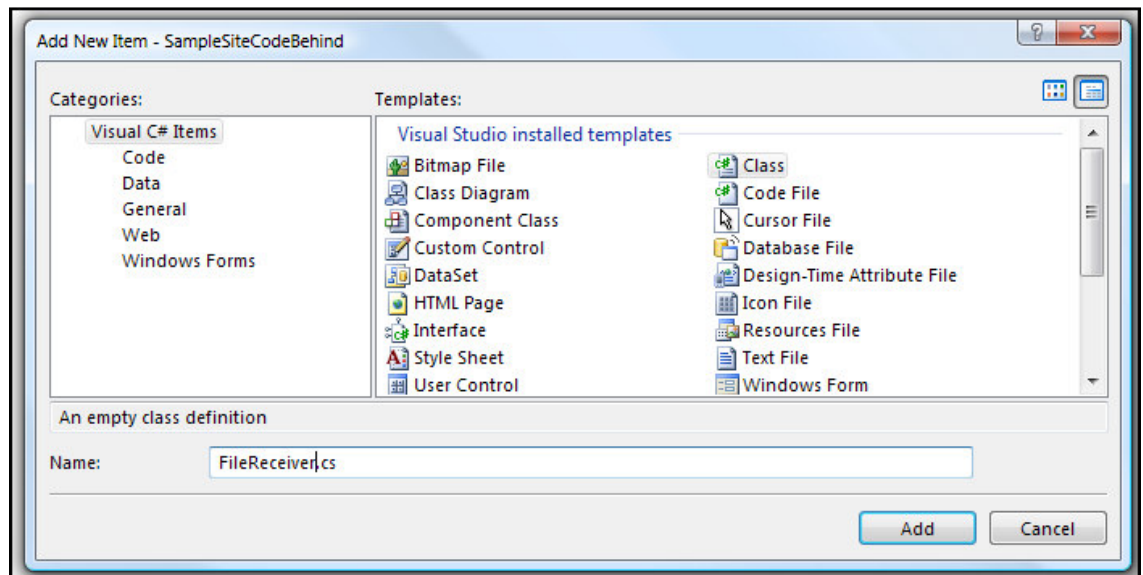 Add New Item - SampleSiteCodeBehind
Categories:
Templates:
Visual C# Items
Code
Data
General
Web
Windows Forms
Visual Studio installed templates
Bitmap File
Class
Class Diagram
Code File
Component Class
Cursor File
Custom Control
Database File
DataSet
Design-Time Attribute File
HTML Page
Icon File
Interface
Resources File
Style Sheet
Text File
User Control
Windows Form
An empty class definition
Name:
FileReceiver.cs
Add
Cancel